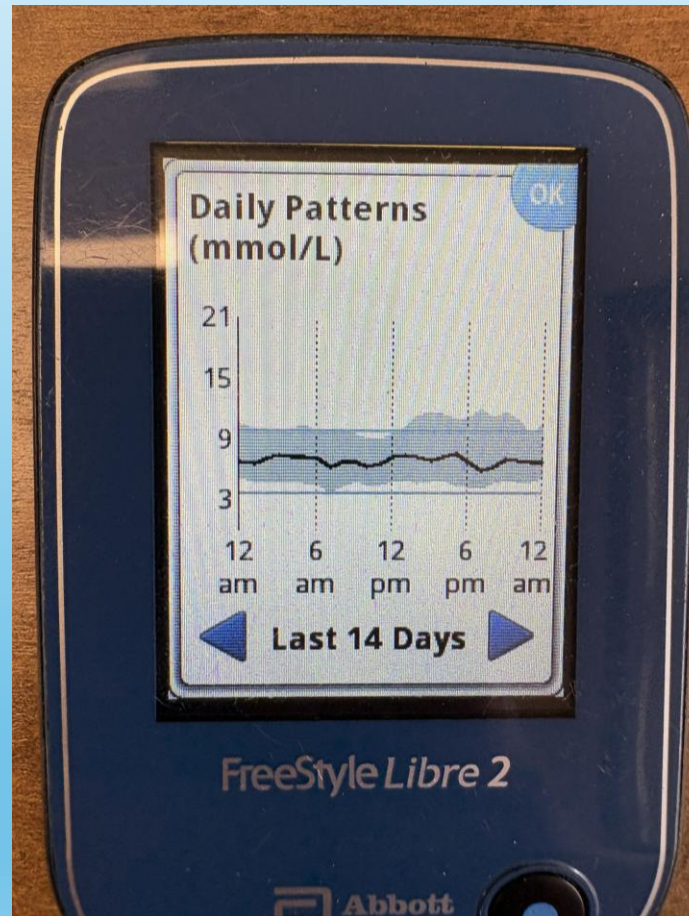 OK
Daily Patterns
(mmol/L)
21
15
9
3
12 6 12 6 12
am am pm pm am
Last 14 Days
FreeStyle Libre 2
Abbott